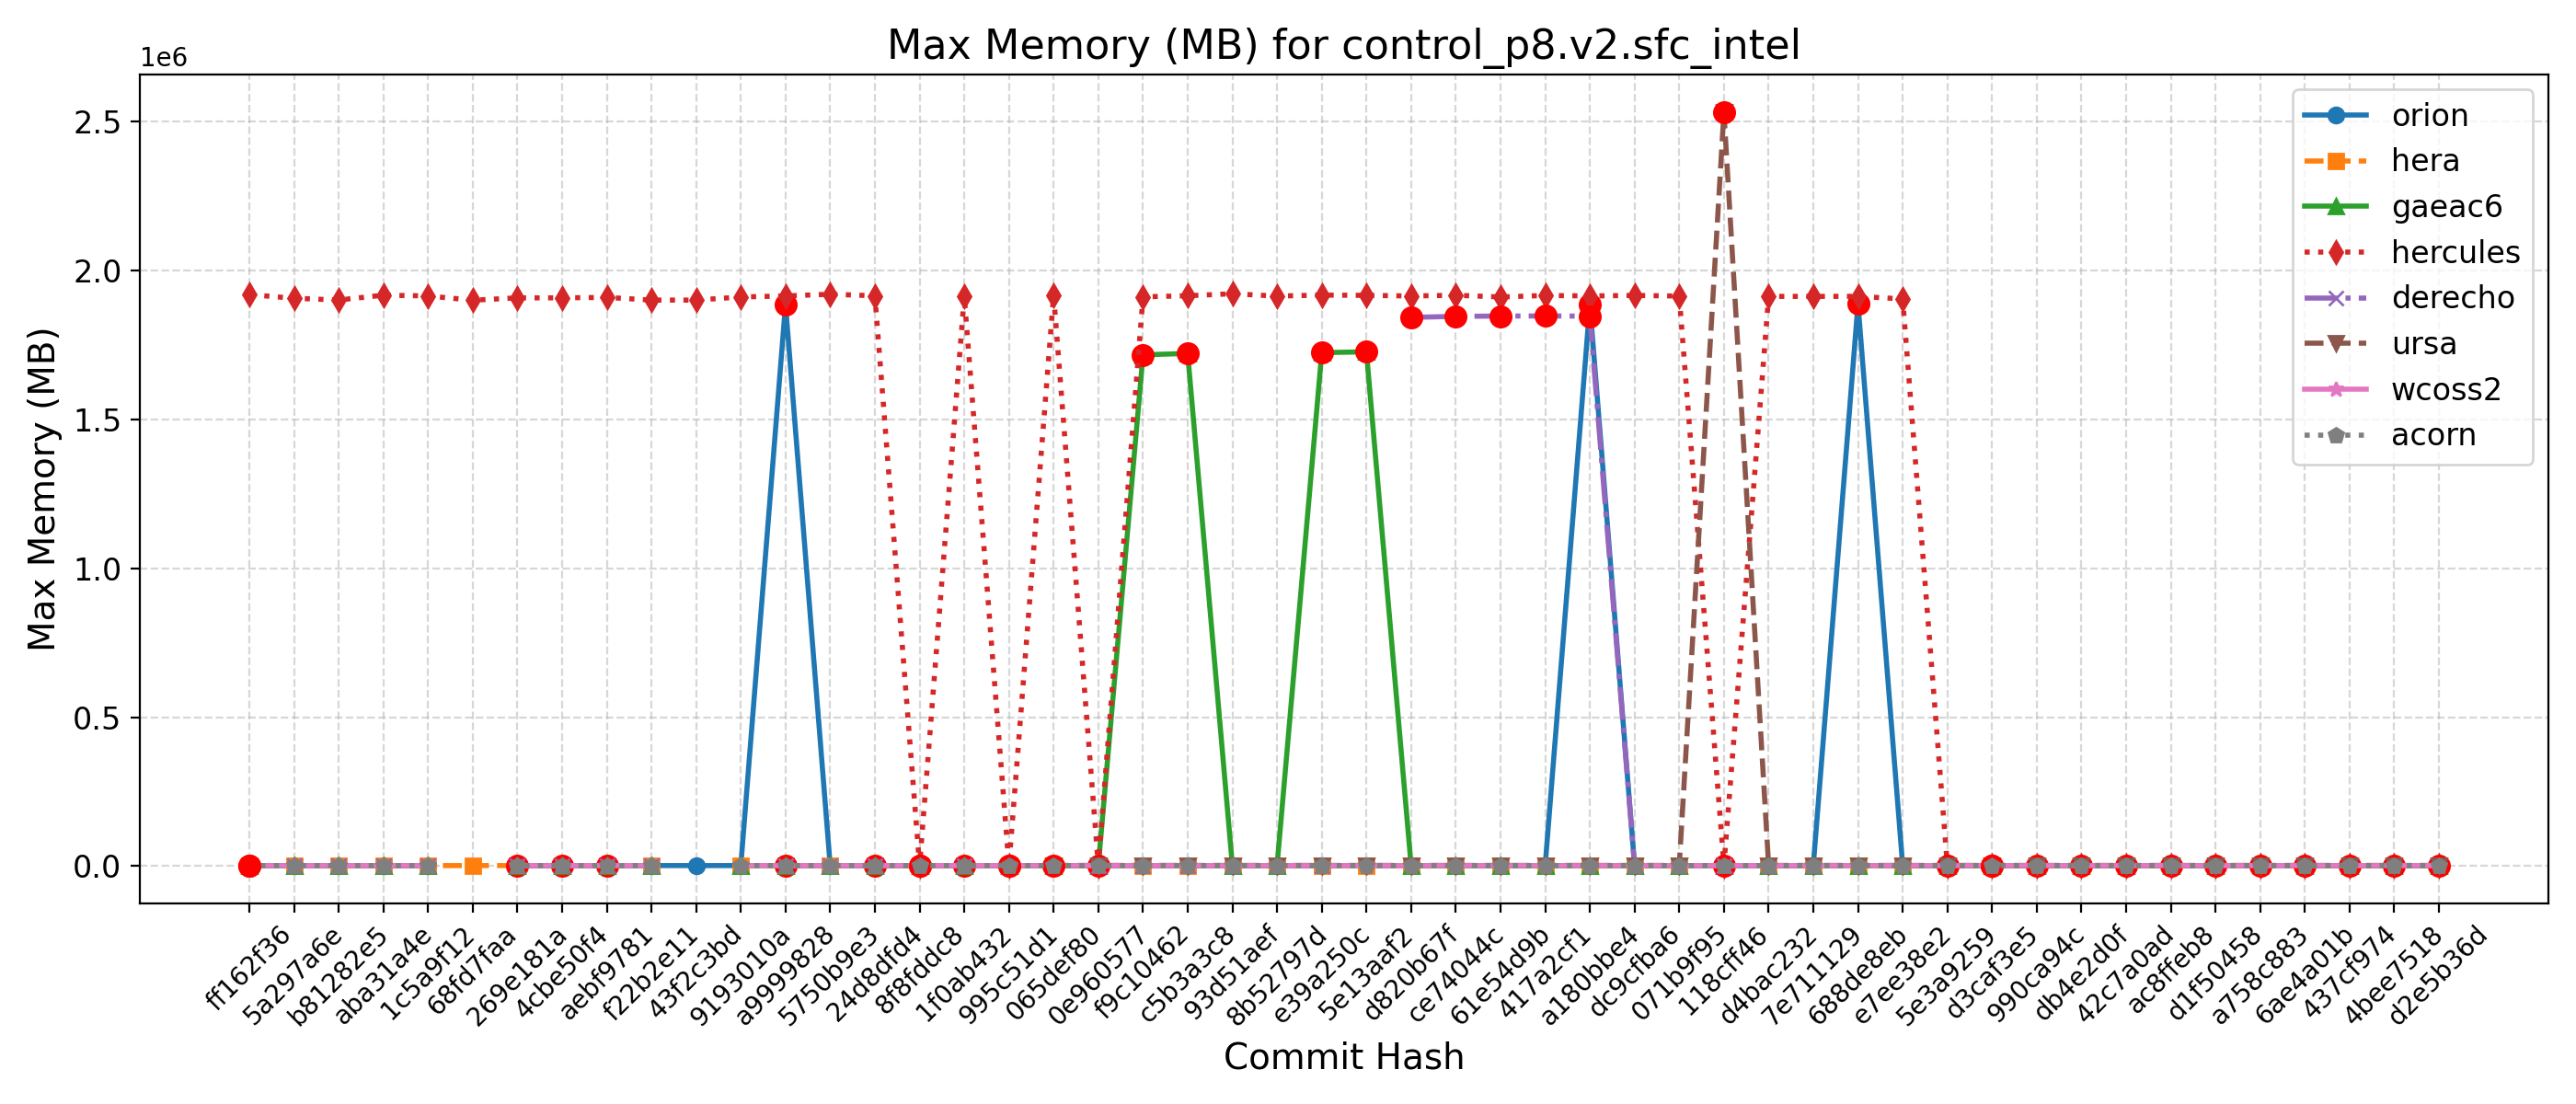 Max Memory (MB) for control_p8.v2.sfc_intel
1e6
2.5
2.0
1.5
1.0
0.5
0.0
Max Memory (MB)
orion
hera
gaeac6
hercules
derecho
ursa
wcoss2
acorn
ff162f36
5a297a6e
b81282e5
aba31a4e
1c5a9f12
68fd7faa
269e181a
4cbe50f4
aebf9781
f22b2e11
43f2c3bd
9193010a
a9999828
5750b9e3
24d8dfd4
8f8fddc8
1f0ab432
995c51d1
065def80
0e960577
f9c10462
c5b3a3c8
93d51aef
8b52797d
e39a250c
5e13aaf2
d820b67f
ce74044c
61e54d9b
417a2cf1
a180bbe4
dc9cfba6
071b9f95
118cff46
d4bac232
7e711129
688de8eb
e7ee38e2
5e3a9259
d3caf3e5
990ca94c
db4e2d0f
42c7a0ad
ac8ffeb8
d1f50458
a758c883
6ae4a01b
437cf974
4bee7518
d2e5b36d
Commit Hash